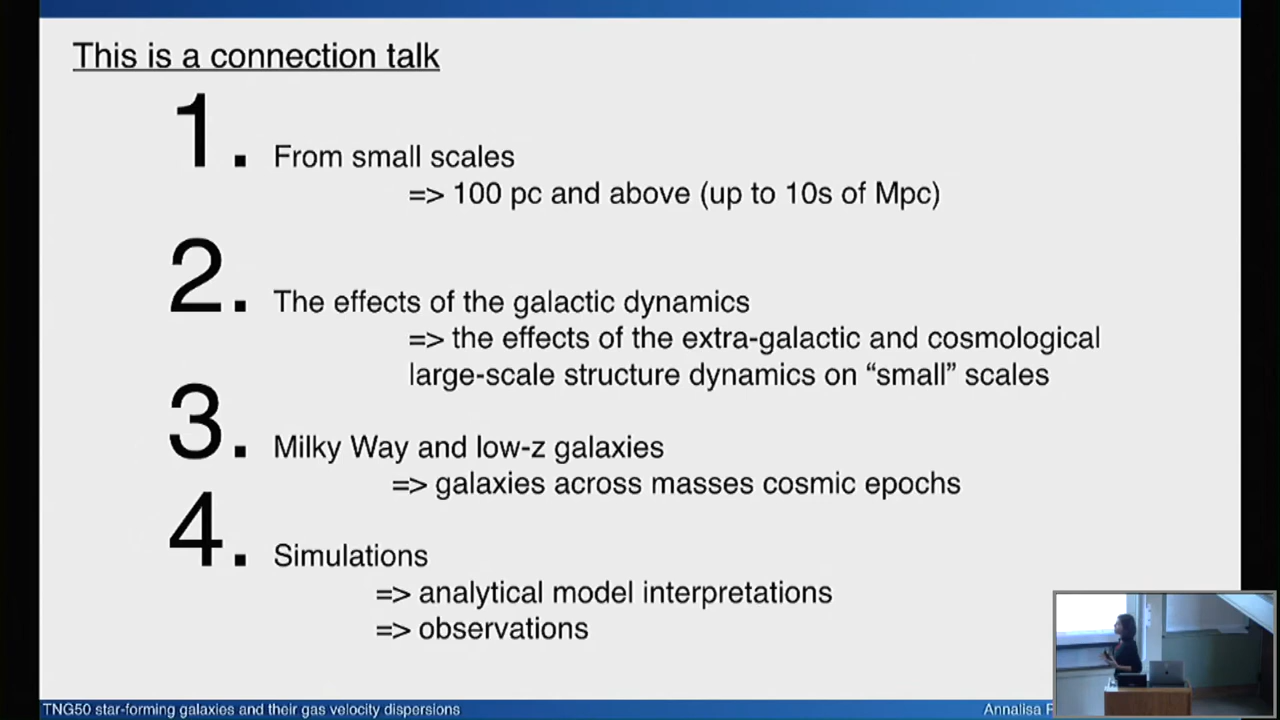 This is a connection talk
1. From small scales
=> 100 pc and above (up to 10s of Mpc)
2. The effects of the galactic dynamics
=> the effects of the extra-galactic and cosmological
large-scale structure dynamics on “small” scales
3. Milky Way and low-z galaxies
=> galaxies across masses cosmic epochs
4. Simulations
=> analytical model interpretations
=> observations
TNG50 star-forming galaxies and their gas velocity dispersions
Annalisa